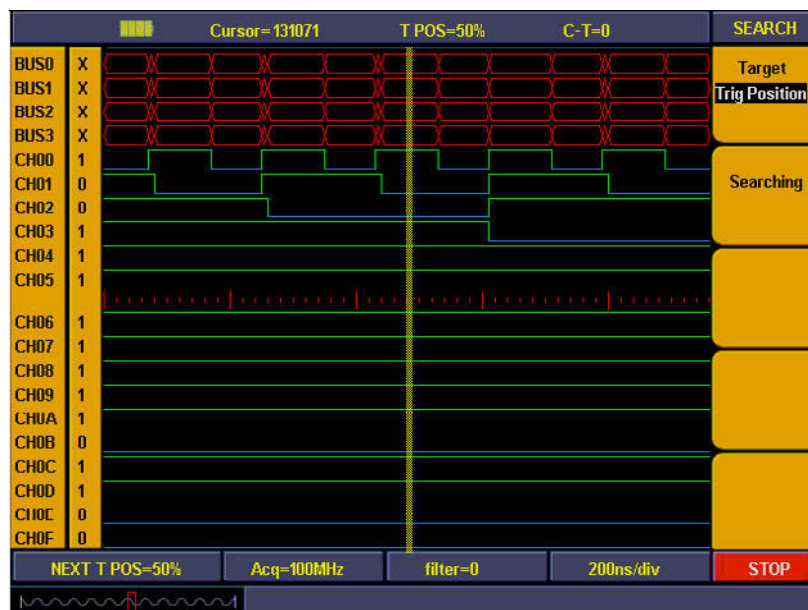 Cursor=131071 T POS=50% C-T=0 SEARCH
Target
Trig Position
Searching
BUS0 X
BUS1 X
BUS2 X
BUS3 X
CH00 1
CH01 0
CH02 0
CH03 1
CH04 1
CH05 1
CH06 1
CH07 1
CH08 1
CH09 1
CH0A 1
CH0B 0
CH0C 1
CH0D 1
CH0E 0
CH0F 0
NEXT T POS=50% Acq=100MHz filter=0 200ns/div STOP